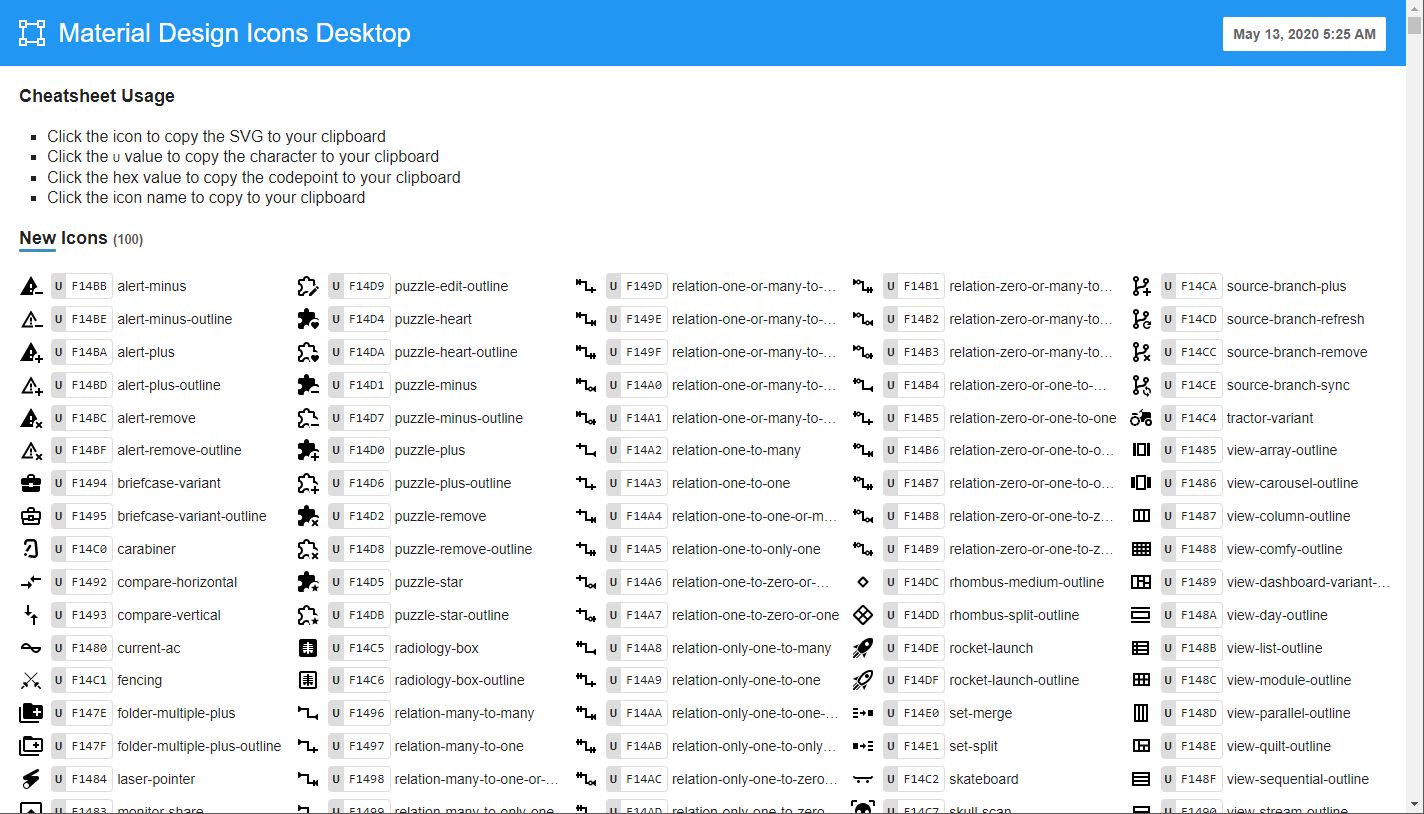 Material Design Icons Desktop
May 13, 2020 5:25 AM
Cheatsheet Usage
Click the icon to copy the SVG to your clipboard
Click the U value to copy the character to your clipboard
Click the hex value to copy the codepoint to your clipboard
Click the icon name to copy to your clipboard
New Icons (100)
U F14BB alert-minus U F14D9 puzzle-edit-outline U F149D relation-one-or-many-to-… U F14B1 relation-zero-or-many-to… U F14CA source-branch-plus
U F14BE alert-minus-outline U F14D4 puzzle-heart U F149E relation-one-or-many-to-… U F14B2 relation-zero-or-many-to… U F14CD source-branch-refresh
U F14BA alert-plus U F14DA puzzle-heart-outline U F149F relation-one-or-many-to-… U F14B3 relation-zero-or-many-to… U F14CC source-branch-remove
U F14BD alert-plus-outline U F14D1 puzzle-minus U F14A0 relation-one-or-many-to-… U F14B4 relation-zero-or-one-to-… U F14CE source-branch-sync
U F14BC alert-remove U F14D7 puzzle-minus-outline U F14A1 relation-one-or-many-to-… U F14B5 relation-zero-or-one-to-one U F14C4 tractor-variant
U F14BF alert-remove-outline U F14D0 puzzle-plus U F14A2 relation-one-to-many U F14B6 relation-zero-or-one-to-o… U F1485 view-array-outline
U F1494 briefcase-variant U F14D6 puzzle-plus-outline U F14A3 relation-one-to-one U F14B7 relation-zero-or-one-to-o… U F1486 view-carousel-outline
U F1495 briefcase-variant-outline U F14D2 puzzle-remove U F14A4 relation-one-to-one-or-m… U F14B8 relation-zero-or-one-to-z… U F1487 view-column-outline
U F14C0 carabiner U F14D8 puzzle-remove-outline U F14A5 relation-one-to-only-one U F14B9 relation-zero-or-one-to-z… U F1488 view-comfy-outline
U F1492 compare-horizontal U F14D5 puzzle-star U F14A6 relation-one-to-zero-or-… U F14DC rhombus-medium-outline U F1489 view-dashboard-variant-…
U F1493 compare-vertical U F14DB puzzle-star-outline U F14A7 relation-one-to-zero-or-one U F14DD rhombus-split-outline U F148A view-day-outline
U F1480 current-ac U F14C5 radiology-box U F14A8 relation-only-one-to-many U F14DE rocket-launch U F148B view-list-outline
U F14C1 fencing U F14C6 radiology-box-outline U F14A9 relation-only-one-to-one U F14DF rocket-launch-outline U F148C view-module-outline
U F147E folder-multiple-plus U F1496 relation-many-to-many U F14AA relation-only-one-to-one-… U F14E0 set-merge U F148D view-parallel-outline
U F147F folder-multiple-plus-outline U F1497 relation-many-to-one U F14AB relation-only-one-to-only… U F14E1 set-split U F148E view-quilt-outline
U F1484 laser-pointer U F1498 relation-many-to-one-or-… U F14AC relation-only-one-to-zero… U F14C2 skateboard U F148F view-sequential-outline
U F1483 monitor-share U F1499 relation-many-to-only-one U F14AD relation-only-one-to-zero… U F14C7 skull-scan U F1490 view-stream-outline